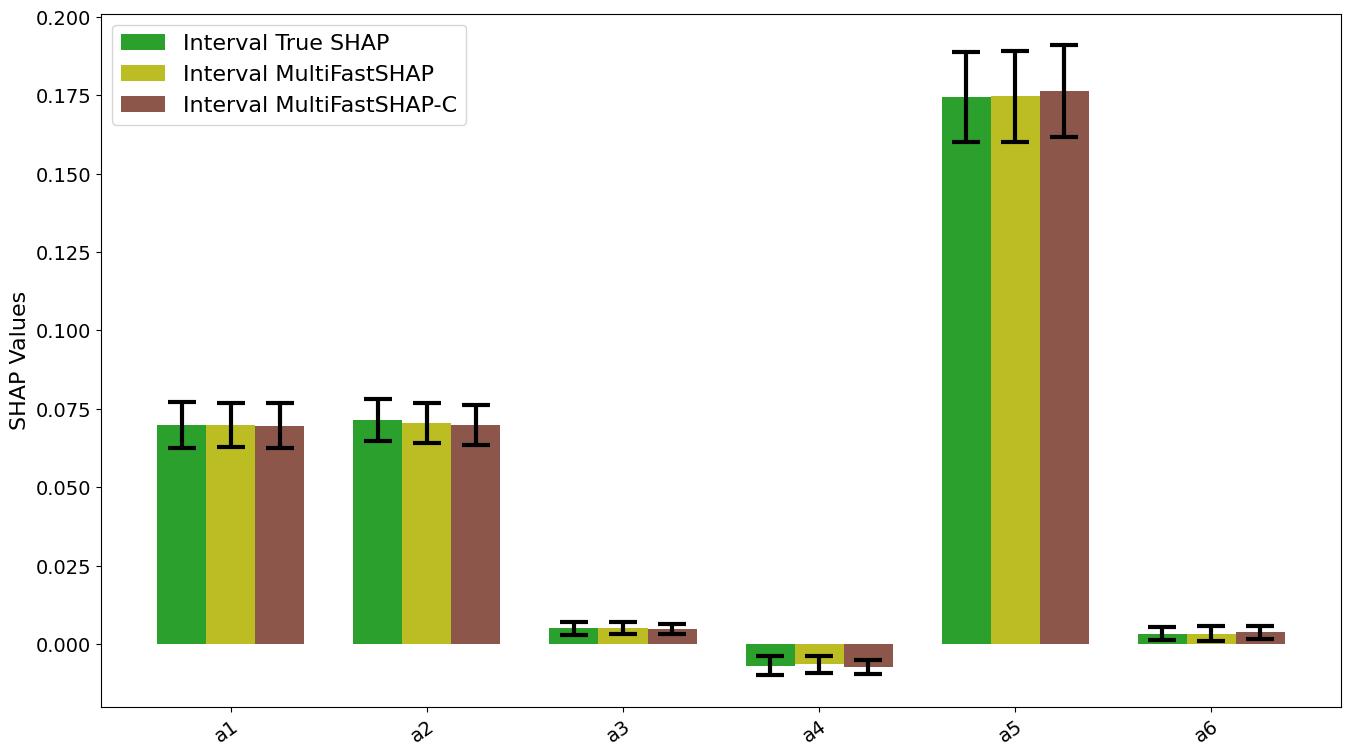 Interval True SHAP
Interval MultiFastSHAP
Interval MultiFastSHAP-C
SHAP Values
0.200
0.175
0.150
0.125
0.100
0.075
0.050
0.025
0.000
a1
a2
a3
a4
a5
a6